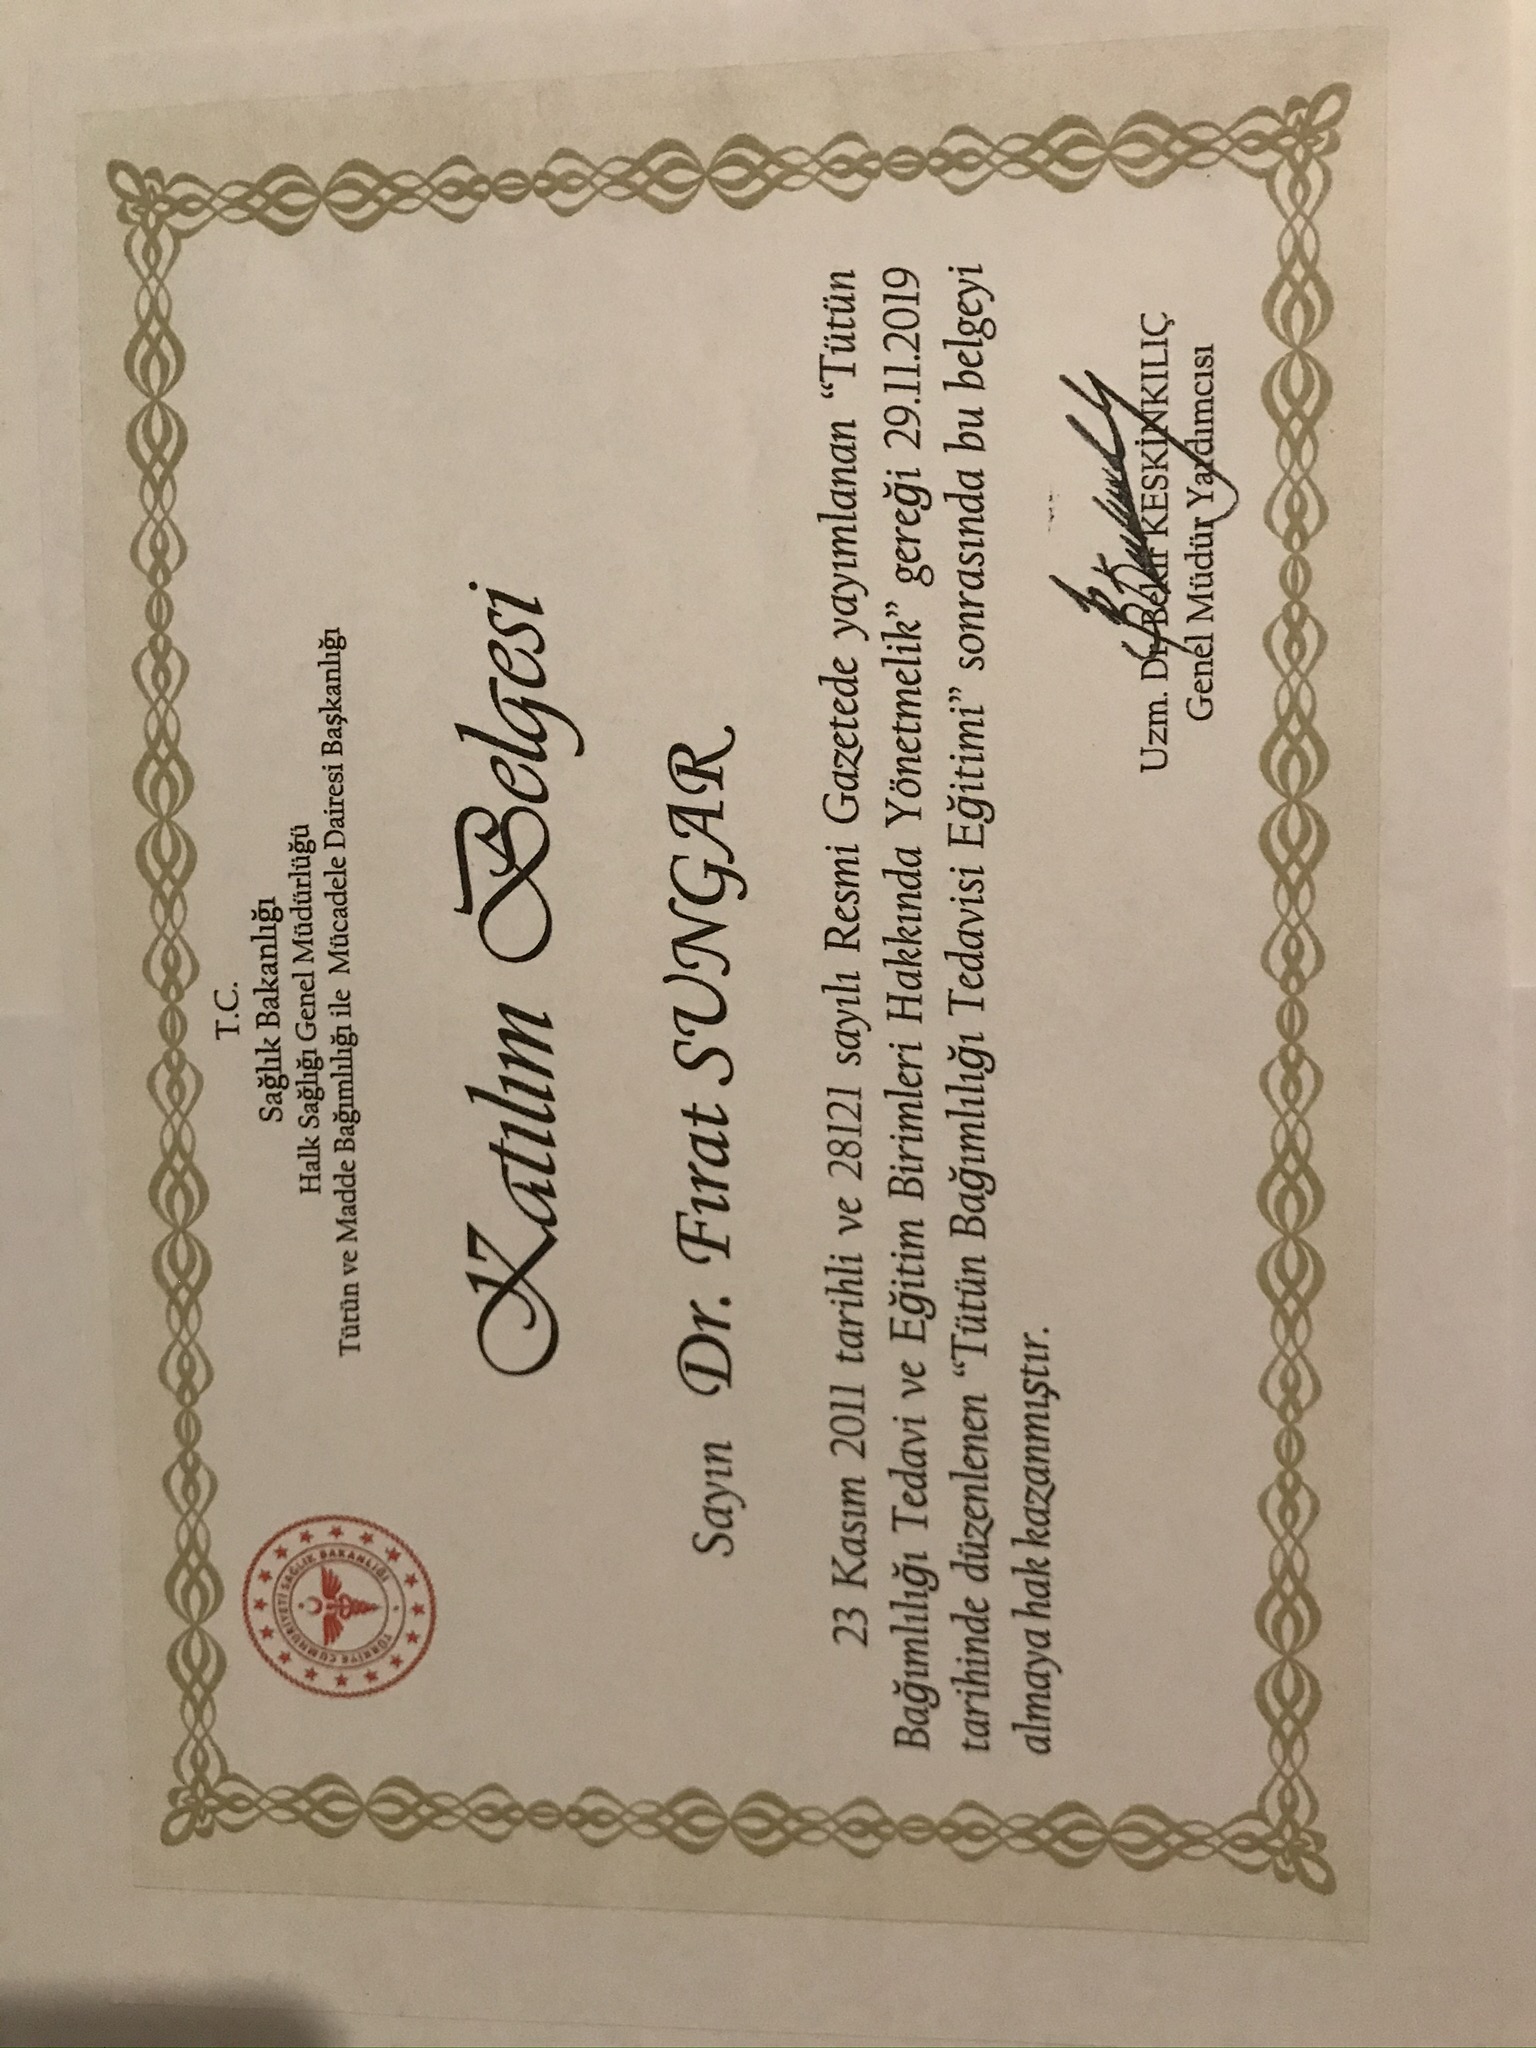 T.C.
Sağlık Bakanlığı
Halk Sağlığı Genel Müdürlüğü
Tütün ve Madde Bağımlılığı ile Mücadele Dairesi Başkanlığı
TÜRKİYE CUMHURİYETİ SAĞLIK BAKANLIĞI
Katılım Belgesi
Sayın Dr. Fırat SUNGAR
23 Kasım 2011 tarihli ve 28121 sayılı Resmi Gazetede yayımlanan “Tütün
Bağımlılığı Tedavi ve Eğitim Birimleri Hakkında Yönetmelik” gereği 29.11.2019
tarihinde düzenlenen “Tütün Bağımlılığı Tedavisi Eğitimi” sonrasında bu belgeyi
almaya hak kazanmıştır.
Uzm. Dr. Bekir KESKİNKILIÇ
Genel Müdür Yardımcısı